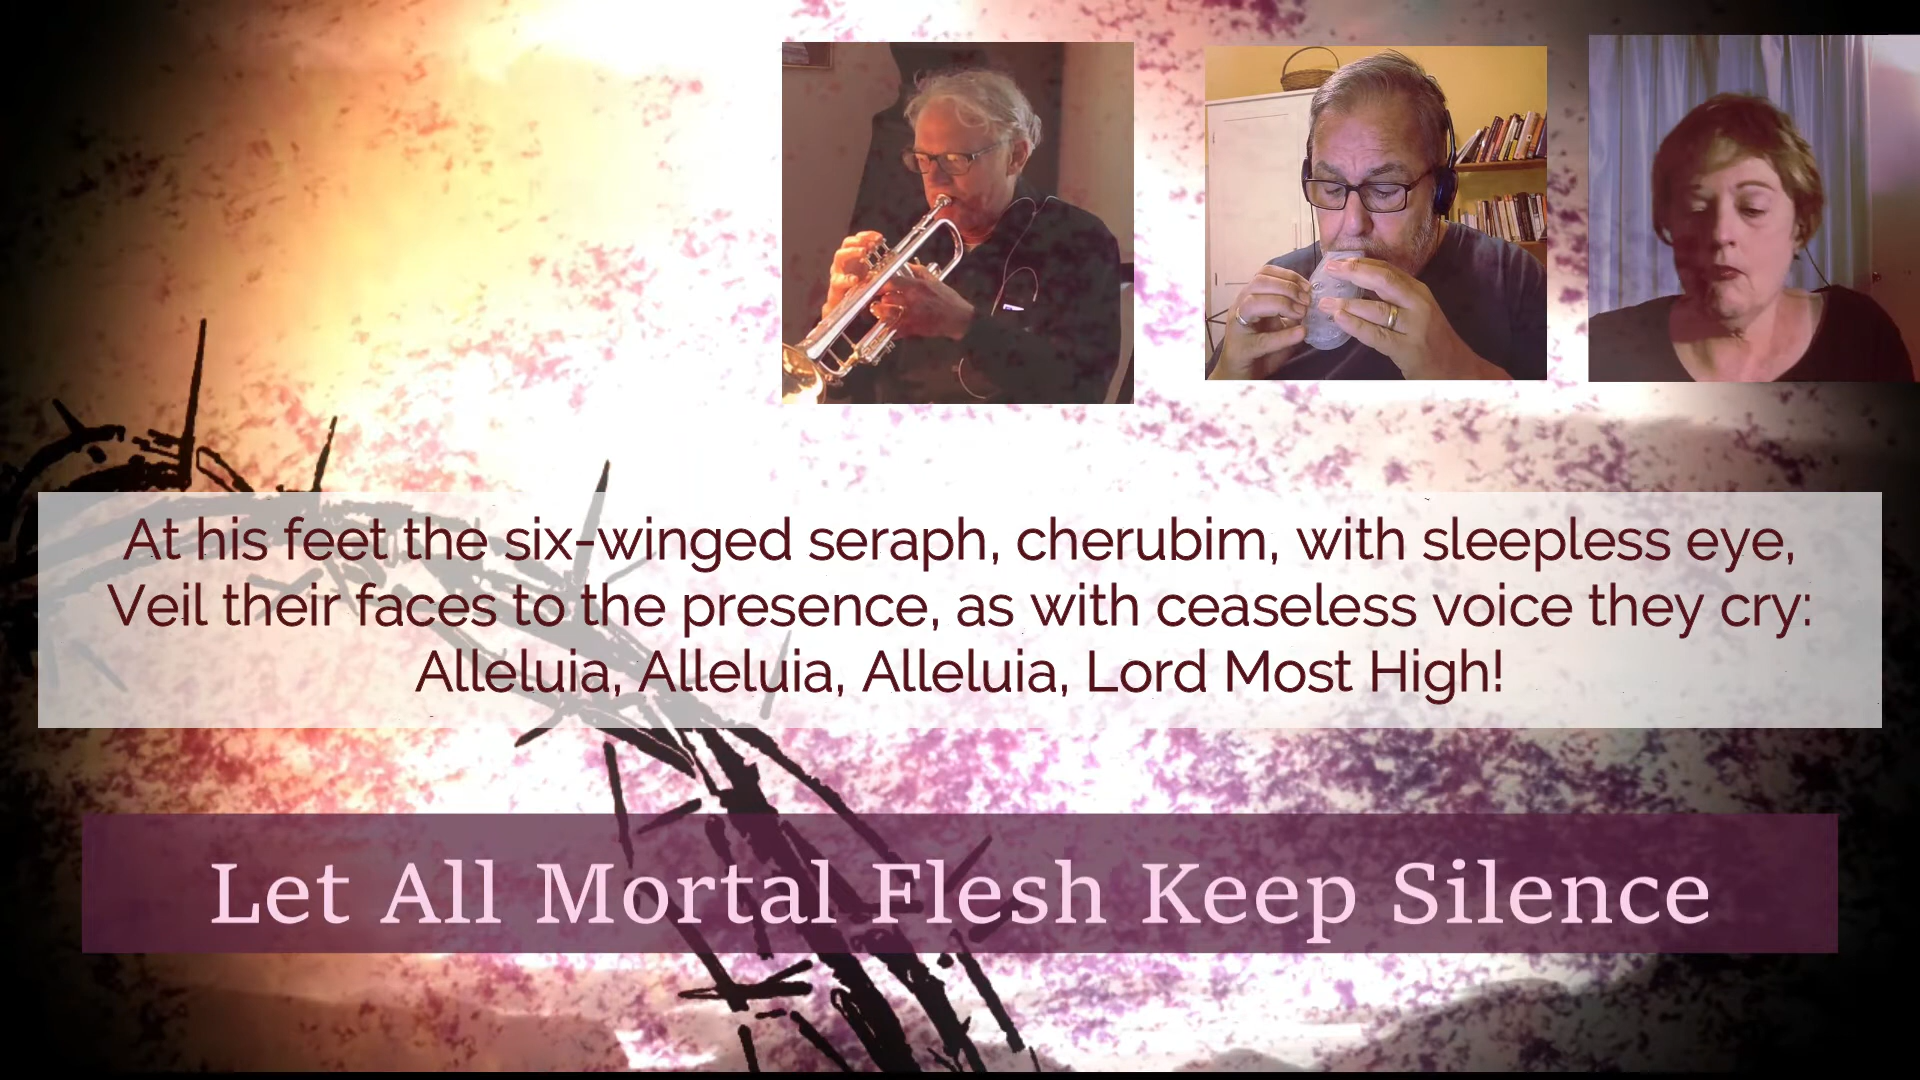 At his feet the six-winged seraph, cherubim, with sleepless eye,
Veil their faces to the presence, as with ceaseless voice they cry:
Alleluia, Alleluia, Alleluia, Lord Most High!
Let All Mortal Flesh Keep Silence